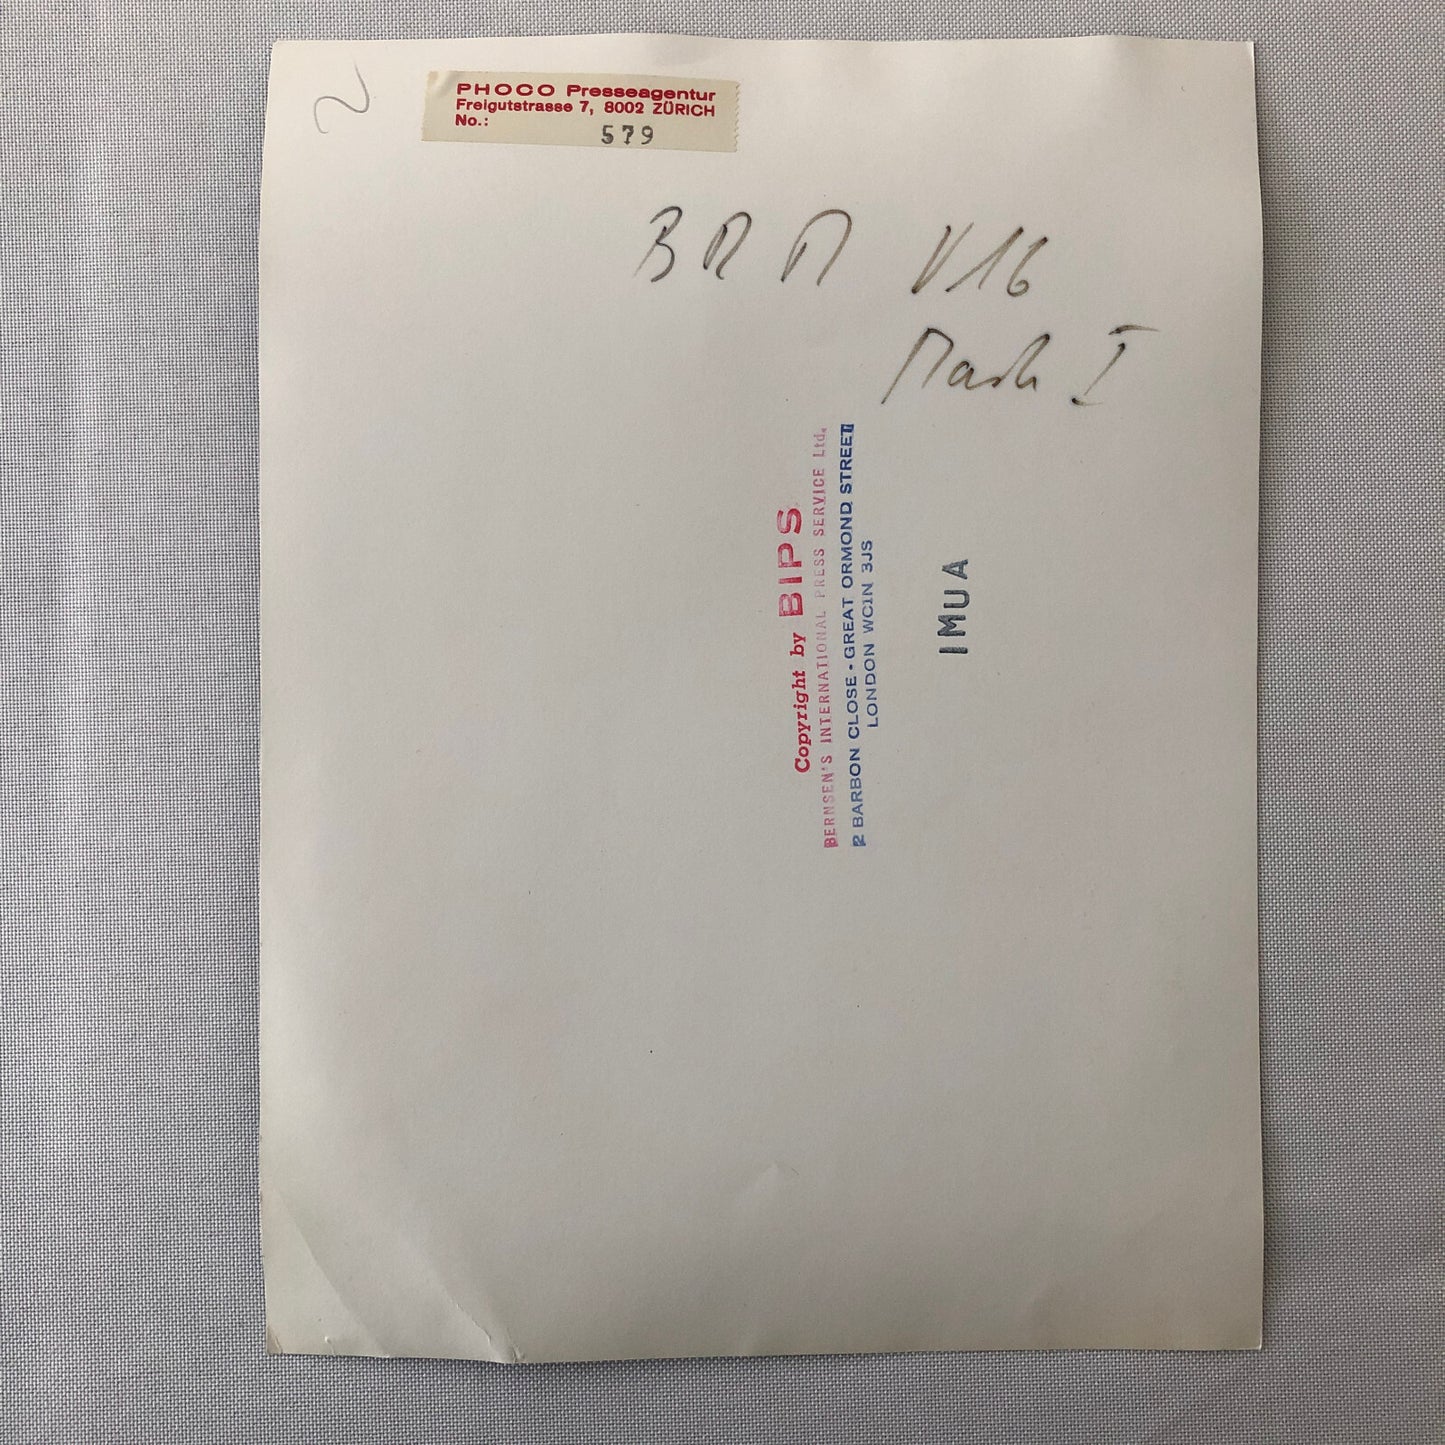 PHOCO Presseagentur
Freigutstrasse 7, 8002 ZÜRICH
No.:
579
BRM V16
Mark I
Copyright by BIPS
BERNSEN'S INTERNATIONAL PRESS SERVICE Ltd.
2 BARBON CLOSE - GREAT ORMOND STREET
LONDON WC1N 3JS
IMUA